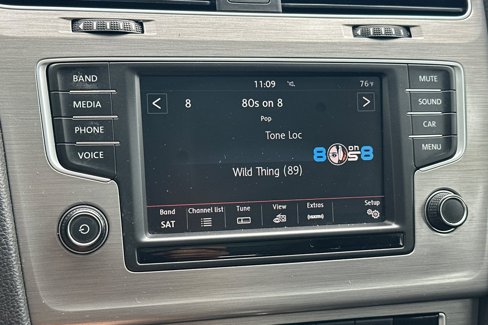 BAND
MEDIA
PHONE
VOICE
11:09 76°F
8 80s on 8
Pop
Tone Loc
8 on 8
Wild Thing (89)
Band Channel list Tune View Extras Setup
SAT
MUTE
SOUND
CAR
MENU